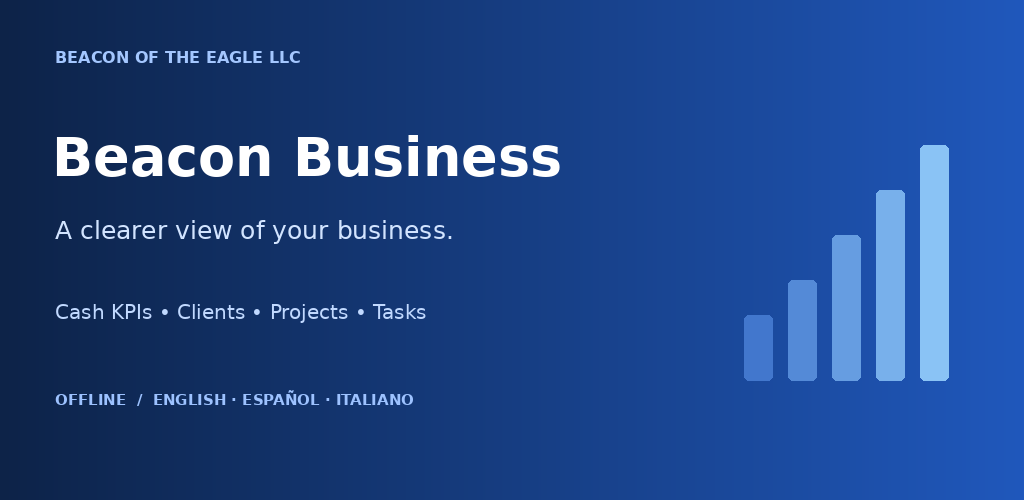 BEACON OF THE EAGLE LLC
Beacon Business
A clearer view of your business.
Cash KPIs • Clients • Projects • Tasks
OFFLINE / ENGLISH · ESPAÑOL · ITALIANO